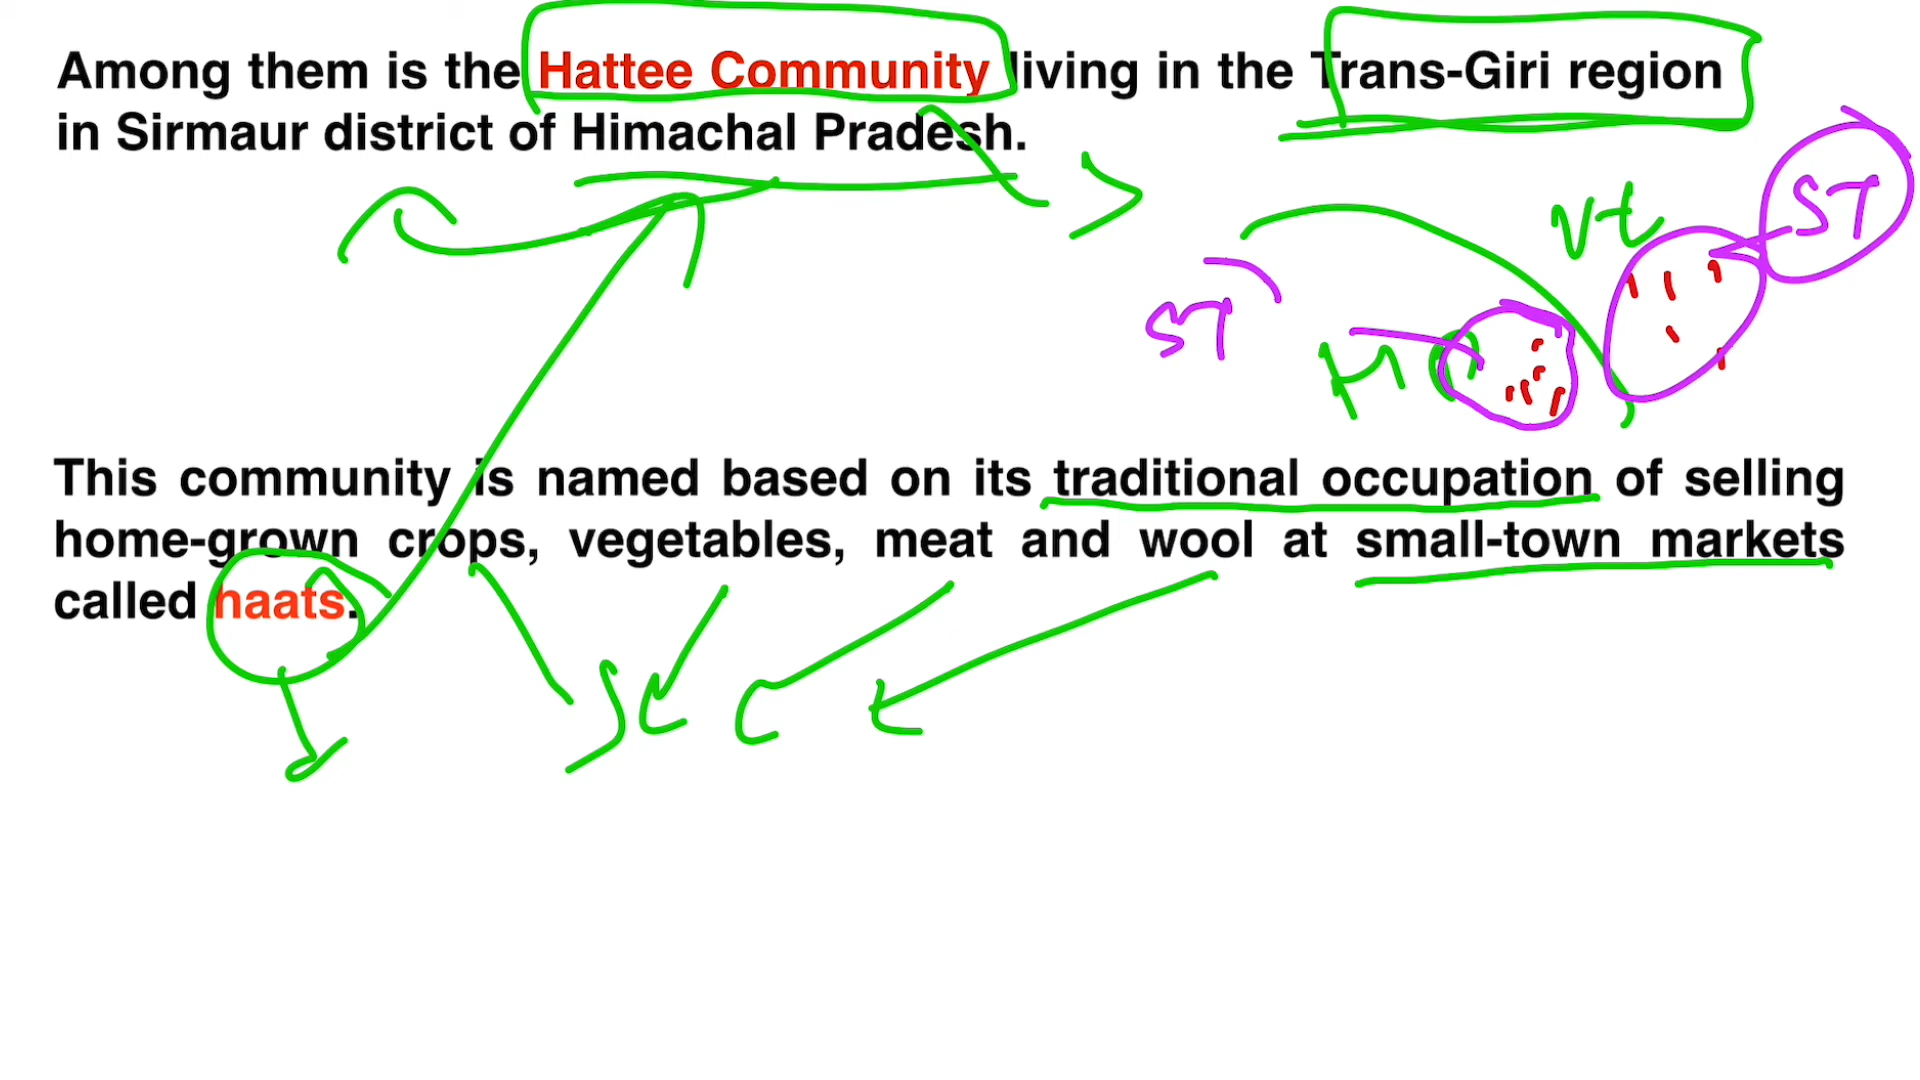 Among them is the Hattee Community living in the Trans-Giri region
in Sirmaur district of Himachal Pradesh.
ST
ST
This community is named based on its traditional occupation of selling
home-grown crops, vegetables, meat and wool at small-town markets
called haats.